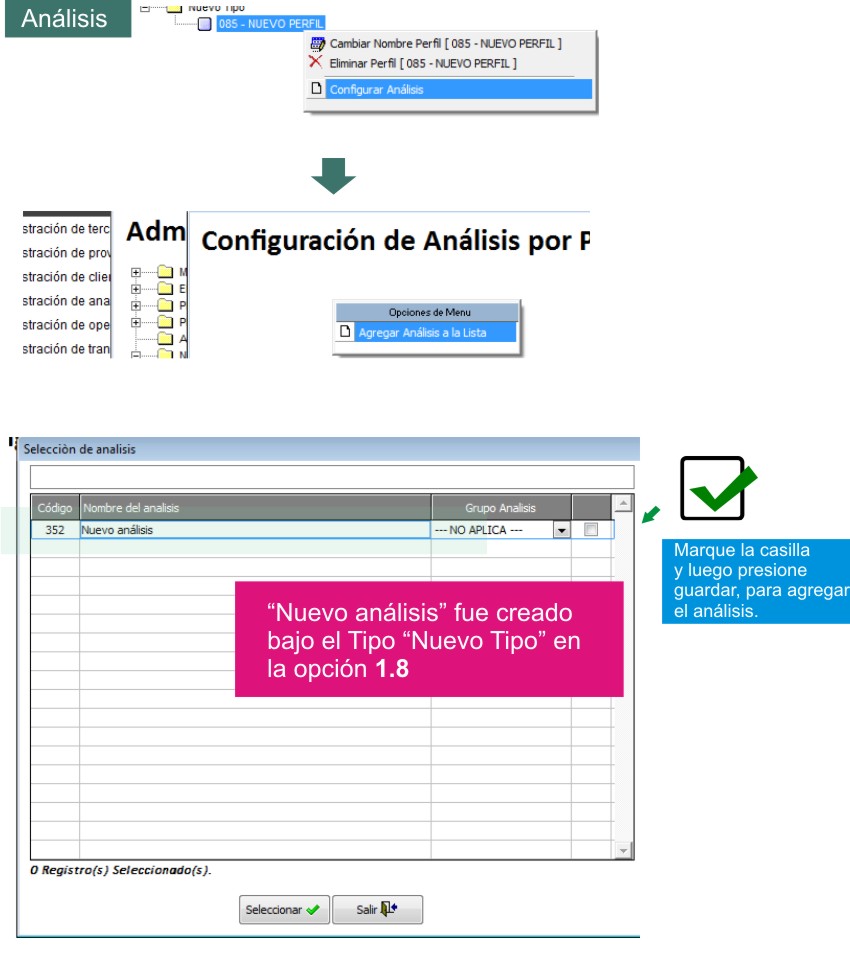 Análisis
Nuevo Tipo
085 - NUEVO PERFIL
Cambiar Nombre Perfil [ 085 - NUEVO PERFIL ]
Eliminar Perfil [ 085 - NUEVO PERFIL ]
Configurar Análisis
stración de terc
stración de prov
stración de clier
stración de ana
stración de ope
stración de tran
Adm
M
E
P
P
A
N
Configuración de Análisis por P
Opciones de Menu
Agregar Análisis a la Lista
Selecciòn de analisis
Código Nombre del analisis Grupo Analisis
352 Nuevo análisis --- NO APLICA ---
Marque la casilla
y luego presione
guardar, para agregar
el análisis.
“Nuevo análisis” fue creado
bajo el Tipo “Nuevo Tipo” en
la opción 1.8
0 Registro(s) Seleccionado(s).
Seleccionar Salir